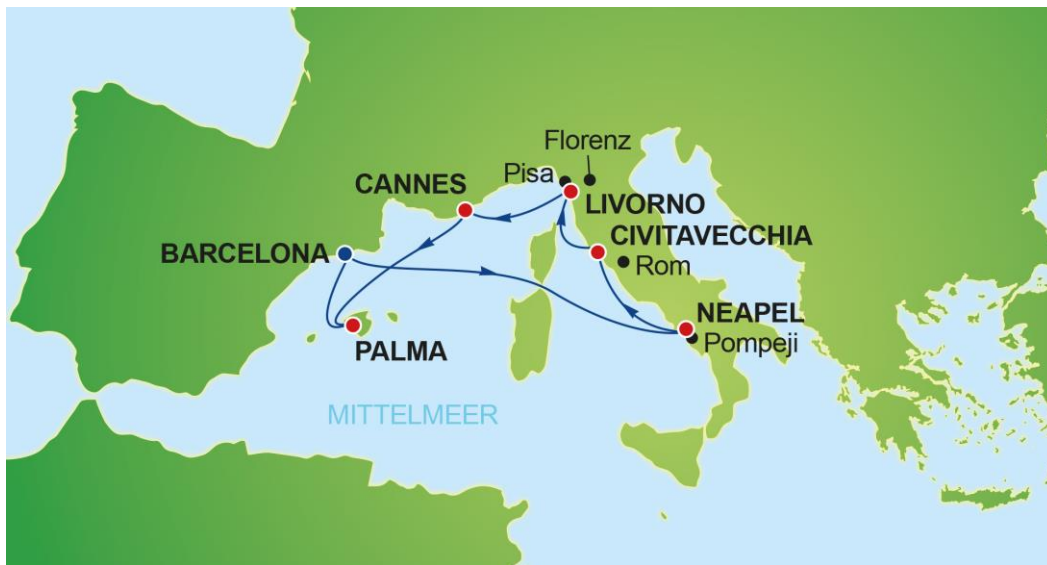 Florenz
Pisa
CANNES
LIVORNO
CIVITAVECCHIA
BARCELONA
Rom
NEAPEL
Pompeji
PALMA
MITTELMEER